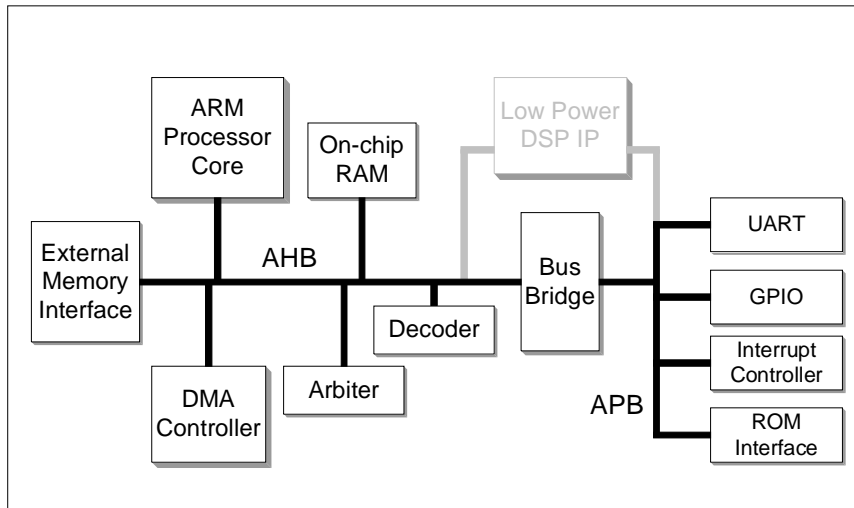 ARM
Processor
Core
On-chip
RAM
Low Power
DSP IP
External
Memory
Interface
AHB
Bus
Bridge
UART
GPIO
Decoder
Interrupt
Controller
DMA
Controller
Arbiter
APB
ROM
Interface